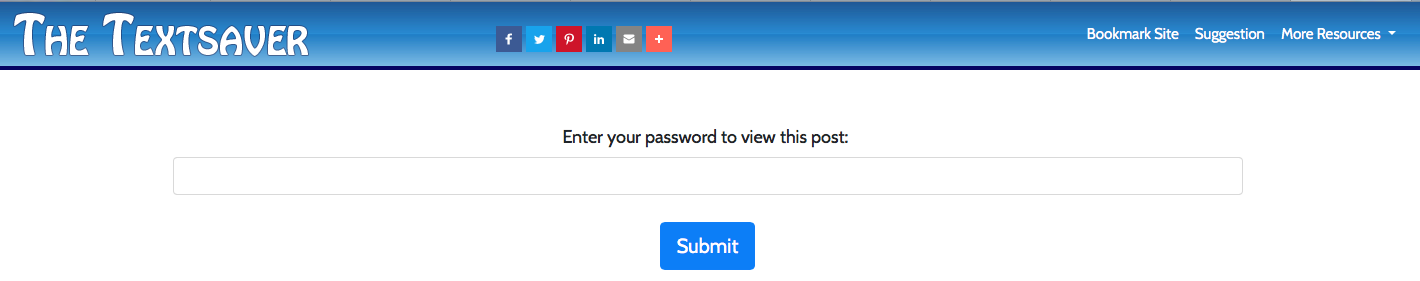 The Textsaver
Bookmark Site Suggestion More Resources
Enter your password to view this post:
Submit